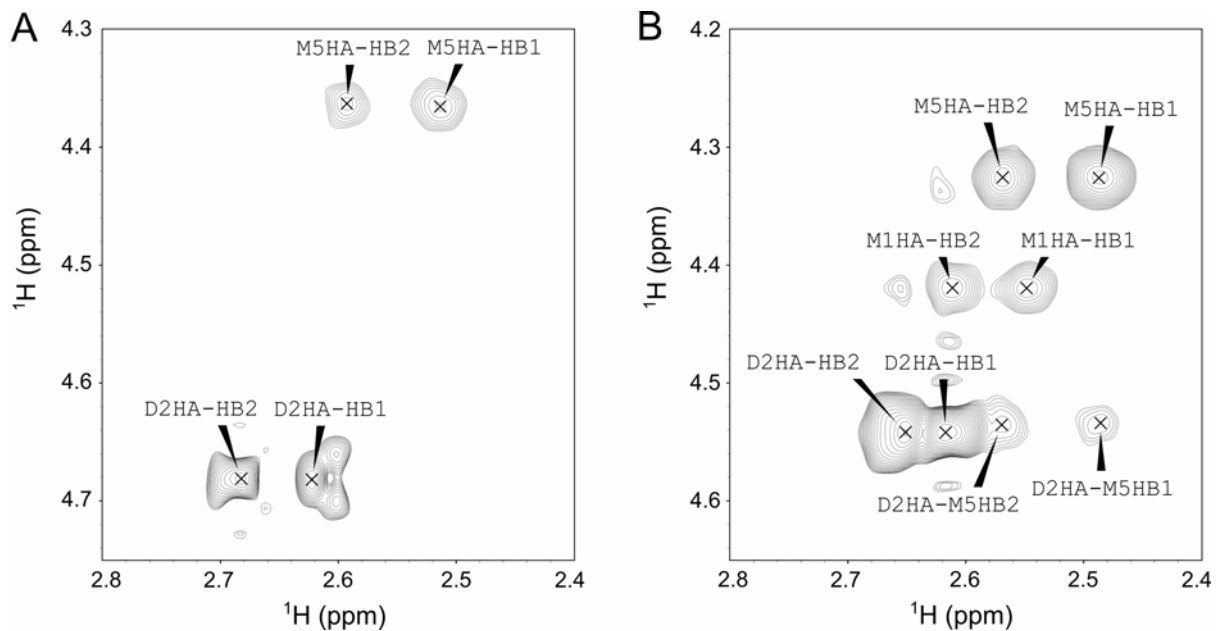 A
4.3
4.4
4.5
4.6
4.7
¹H (ppm)
M5HA-HB2
M5HA-HB1
D2HA-HB2
D2HA-HB1
2.8
2.7
2.6
2.5
2.4
¹H (ppm)
B
4.2
4.3
4.4
4.5
4.6
¹H (ppm)
M5HA-HB2
M5HA-HB1
M1HA-HB2
M1HA-HB1
D2HA-HB2
D2HA-HB1
D2HA-M5HB2
D2HA-M5HB1
2.8
2.7
2.6
2.5
2.4
¹H (ppm)